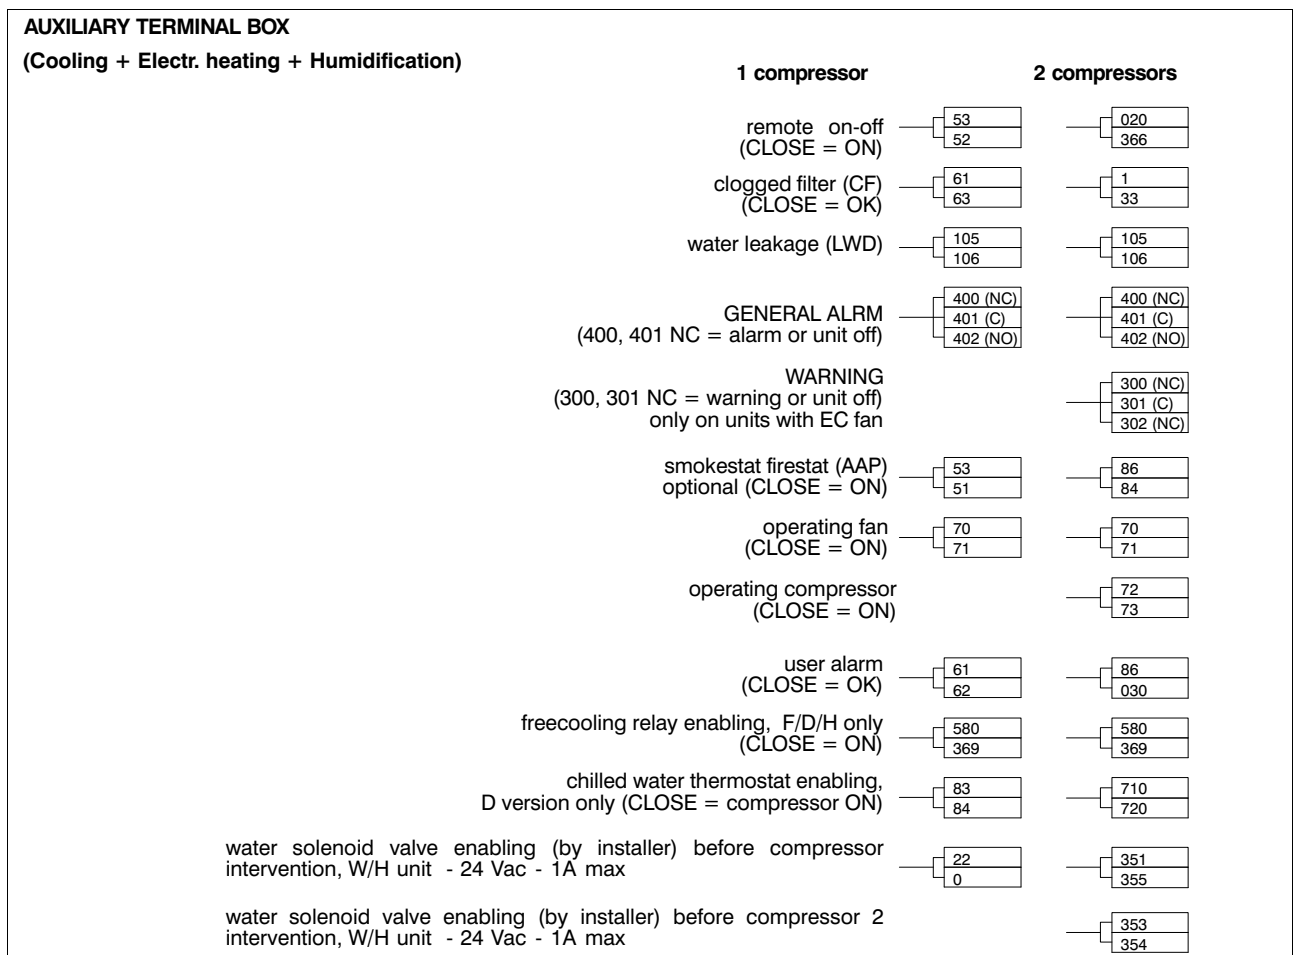 AUXILIARY TERMINAL BOX
(Cooling + Electr. heating + Humidification)
1 compressor 2 compressors
remote on-off
(CLOSE = ON)
53 020
52 366
clogged filter (CF)
(CLOSE = OK)
61 1
63 33
water leakage (LWD)
105 105
106 106
GENERAL ALRM
(400, 401 NC = alarm or unit off)
400 (NC) 400 (NC)
401 (C) 401 (C)
402 (NO) 402 (NO)
WARNING
(300, 301 NC = warning or unit off)
only on units with EC fan
300 (NC)
301 (C)
302 (NC)
smokestat firestat (AAP)
optional (CLOSE = ON)
53 86
51 84
operating fan
(CLOSE = ON)
70 70
71 71
operating compressor
(CLOSE = ON)
72
73
user alarm
(CLOSE = OK)
61 86
62 030
freecooling relay enabling, F/D/H only
(CLOSE = ON)
580 580
369 369
chilled water thermostat enabling,
D version only (CLOSE = compressor ON)
83 710
84 720
water solenoid valve enabling (by installer) before compressor
intervention, W/H unit - 24 Vac - 1A max
22 351
0 355
water solenoid valve enabling (by installer) before compressor 2
intervention, W/H unit - 24 Vac - 1A max
353
354